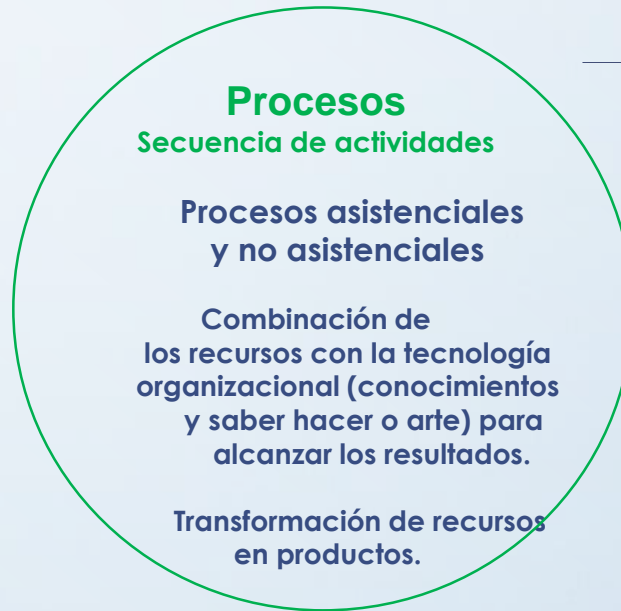 Procesos
Secuencia de actividades
Procesos asistenciales
y no asistenciales
Combinación de
los recursos con la tecnología
organizacional (conocimientos
y saber hacer o arte) para
alcanzar los resultados.
Transformación de recursos
en productos.